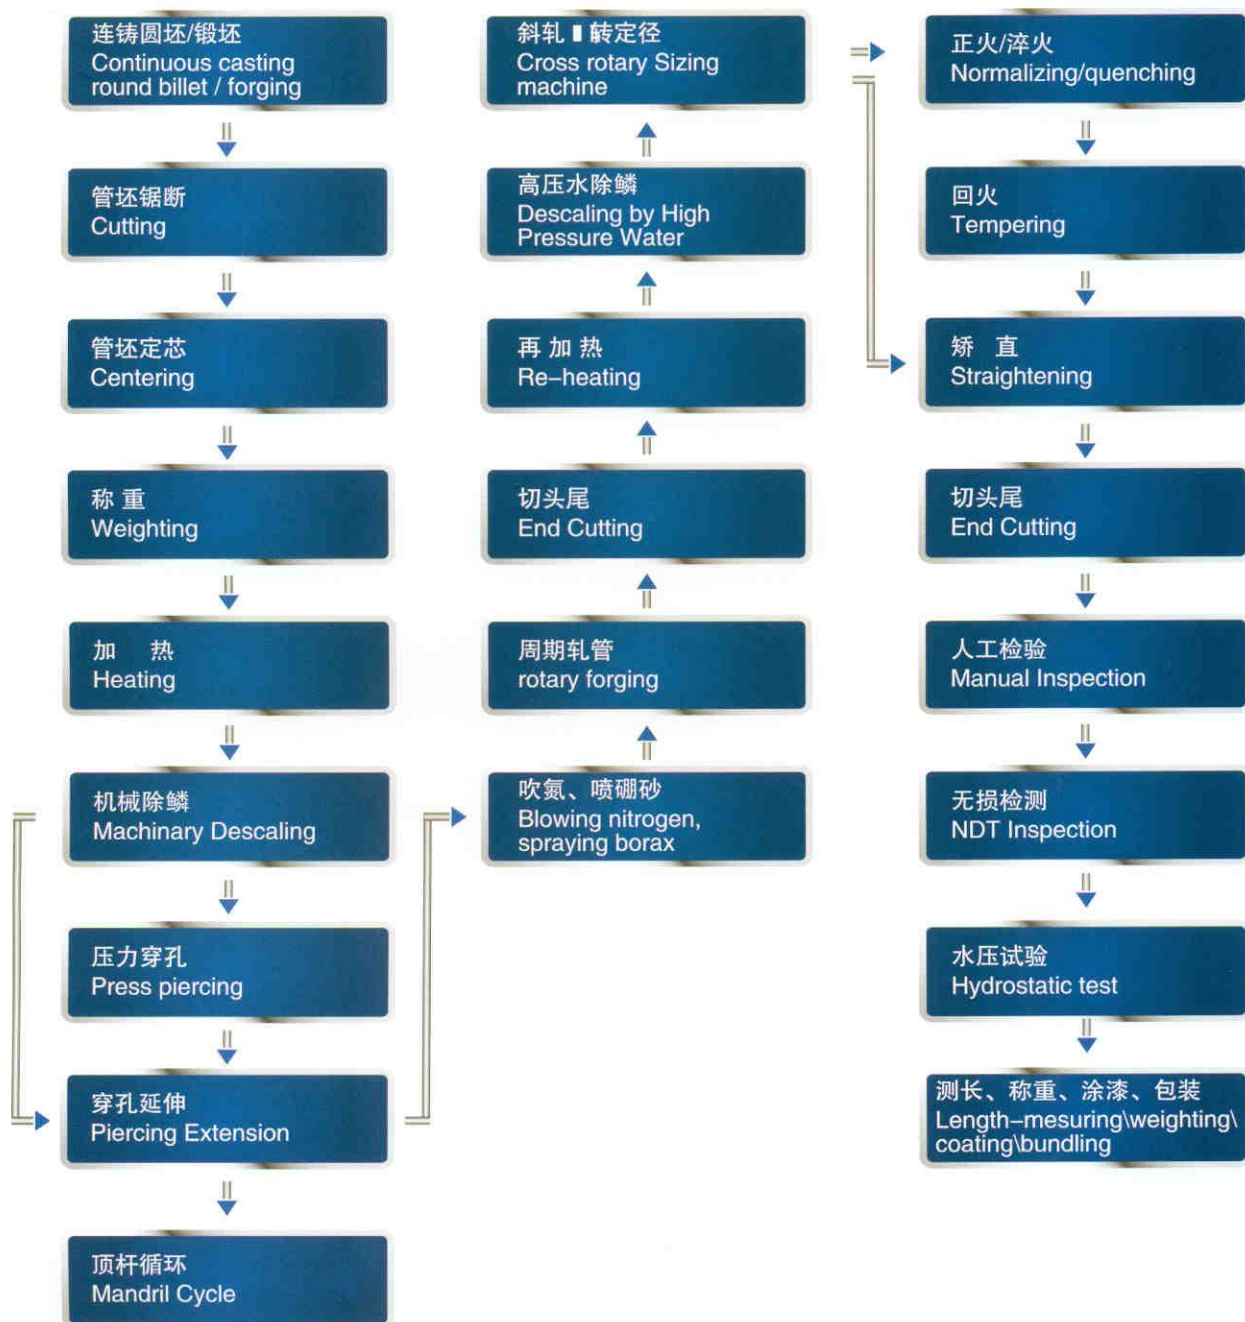 连铸圆坯/锻坯
Continuous casting
round billet / forging
管坯锯断
Cutting
管坯定芯
Centering
称 重
Weighting
加 热
Heating
机械除鳞
Machinary Descaling
压力穿孔
Press piercing
穿孔延伸
Piercing Extension
顶杆循环
Mandril Cycle
斜轧 转定径
Cross rotary Sizing
machine
高压水除鳞
Descaling by High
Pressure Water
再 加 热
Re-heating
切头尾
End Cutting
周期轧管
rotary forging
吹氮、喷硼砂
Blowing nitrogen,
spraying borax
正火/淬火
Normalizing/quenching
回火
Tempering
矫 直
Straightening
切头尾
End Cutting
人工检验
Manual Inspection
无损检测
NDT Inspection
水压试验
Hydrostatic test
测长、称重、涂漆、包装
Length-mesuring\weighting\
coating\bundling